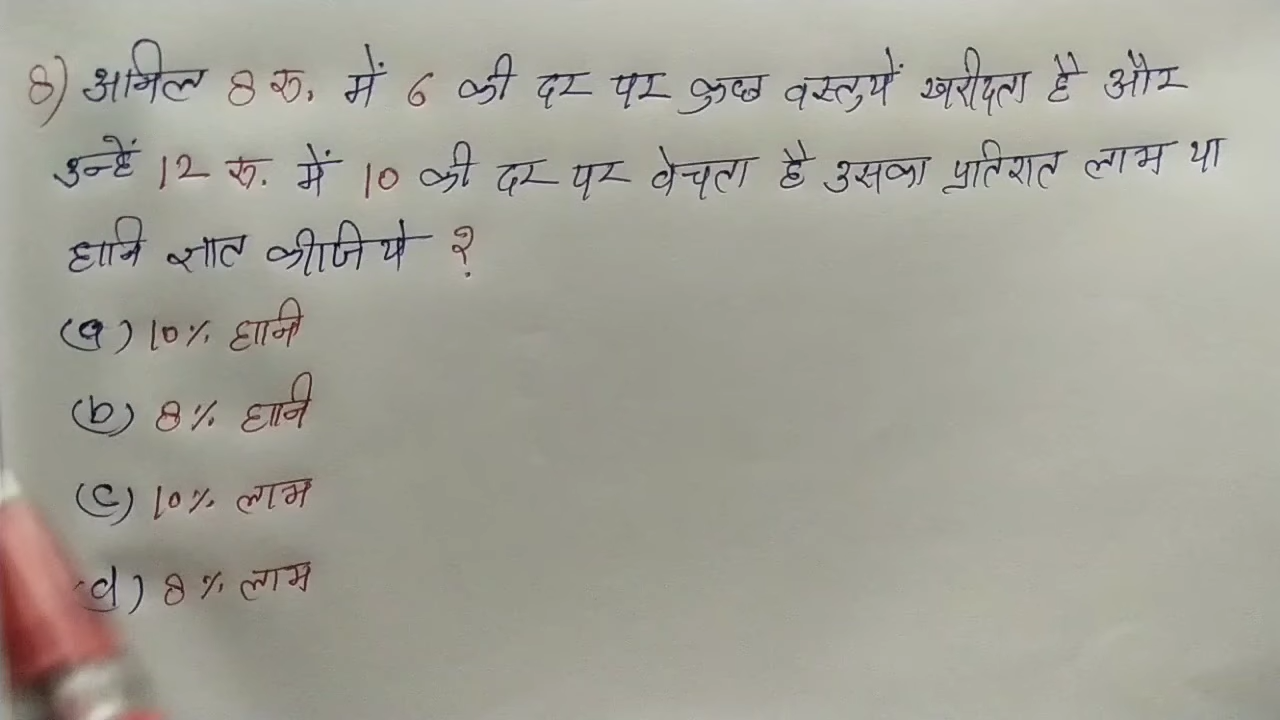 8) अनिल 8 रु. में 6 की दर पर कुछ वस्तुयें खरीदता है और
उन्हें 12 रु. में 10 की दर पर बेचता है उसका प्रतिशत लाभ या
हानि ज्ञात कीजिये ?
(a) 10% हानि
(b) 8% हानि
(c) 10% लाभ
(d) 8% लाभ